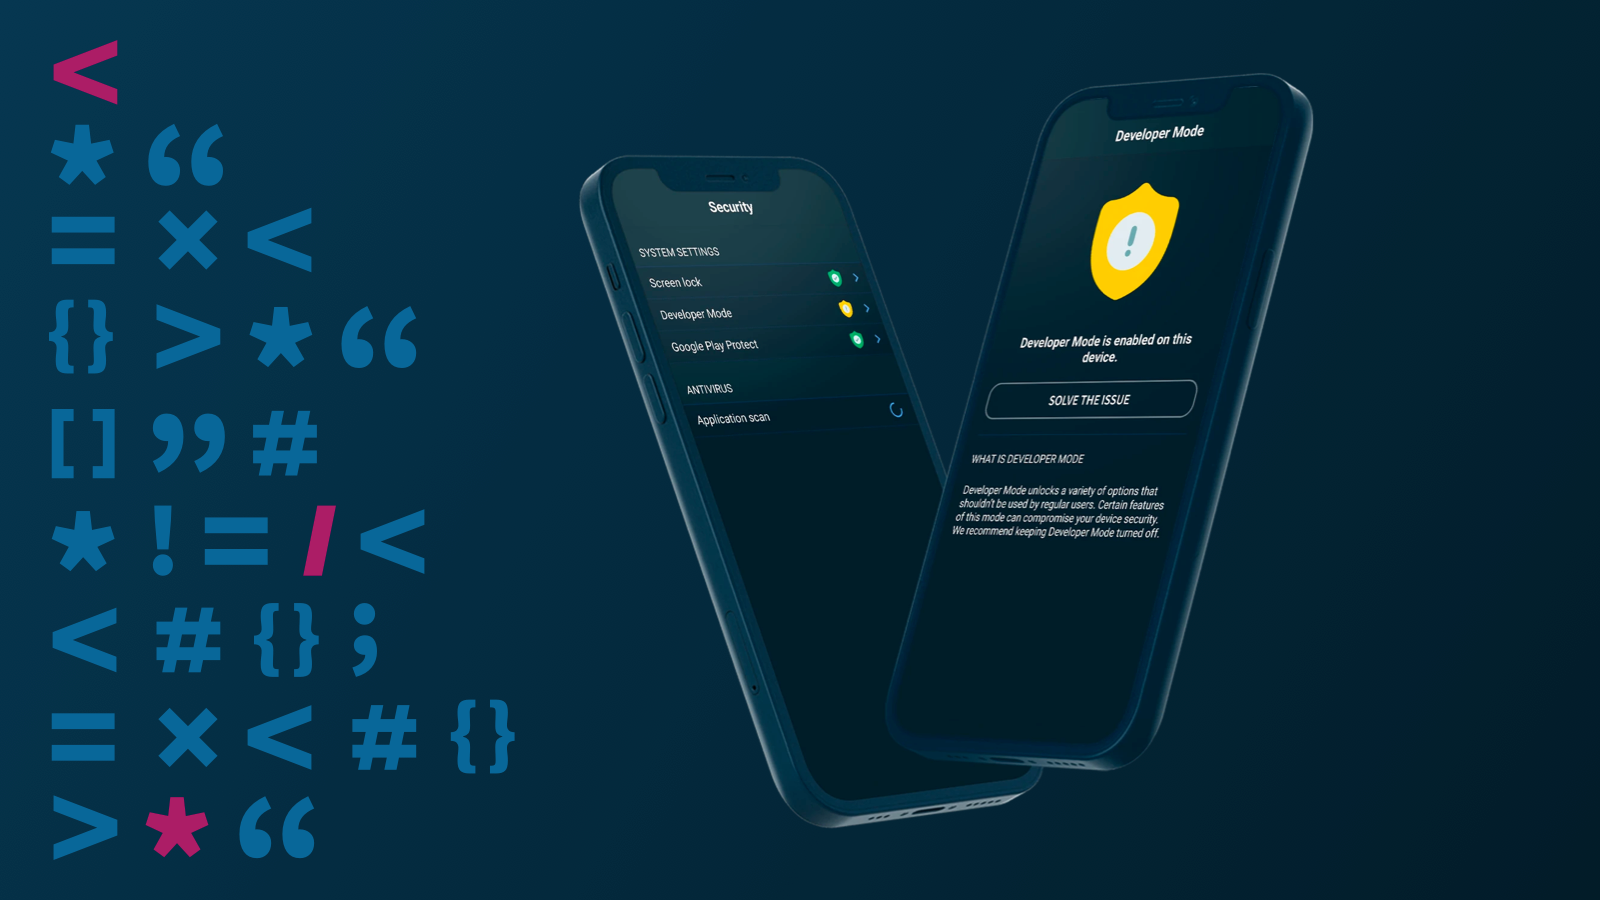 <
* “
= × <
{} > * “
[] ” #
* ! = / <
< # {} ;
= × < # {}
> * “
Security
SYSTEM SETTINGS
Screen lock
Developer Mode
Google Play Protect
ANTIVIRUS
Application scan
Developer Mode
!
Developer Mode is enabled on this
device.
SOLVE THE ISSUE
WHAT IS DEVELOPER MODE
Developer Mode unlocks a variety of options that
shouldn't be used by regular users. Certain features
of this mode can compromise your device security.
We recommend keeping Developer Mode turned off.